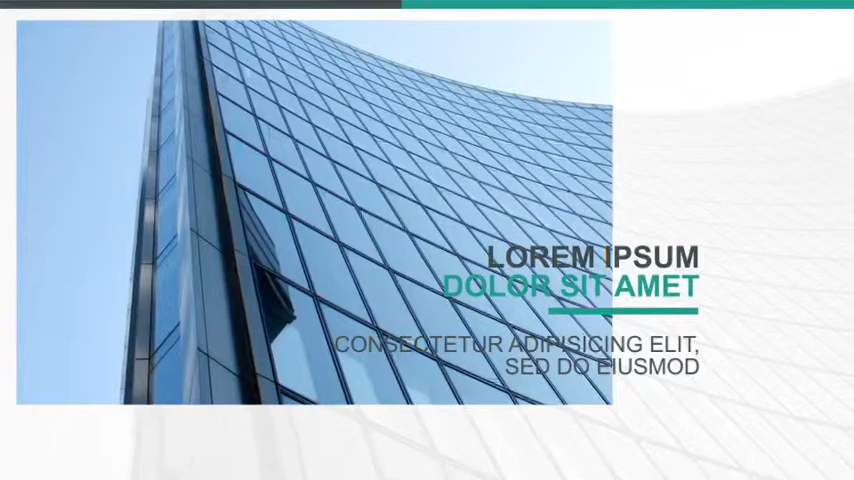 LOREM IPSUM
DOLOR SIT AMET
CONSECTETUR ADIPISICING ELIT,
SED DO EIUSMOD